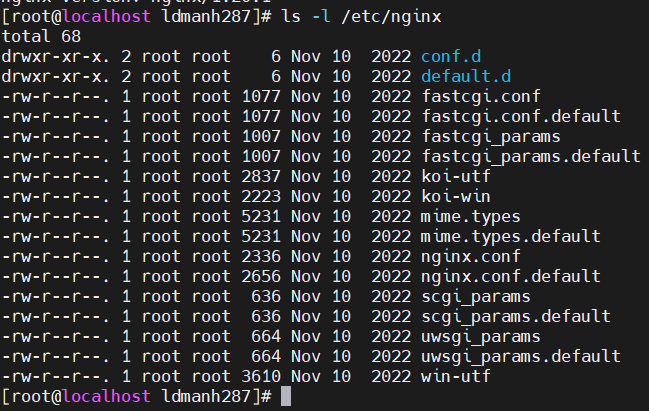 nginx version: nginx/1.20.1
[root@localhost ldmanh287]# ls -l /etc/nginx
total 68
drwxr-xr-x. 2 root root    6 Nov 10  2022 conf.d
drwxr-xr-x. 2 root root    6 Nov 10  2022 default.d
-rw-r--r--. 1 root root 1077 Nov 10  2022 fastcgi.conf
-rw-r--r--. 1 root root 1077 Nov 10  2022 fastcgi.conf.default
-rw-r--r--. 1 root root 1007 Nov 10  2022 fastcgi_params
-rw-r--r--. 1 root root 1007 Nov 10  2022 fastcgi_params.default
-rw-r--r--. 1 root root 2837 Nov 10  2022 koi-utf
-rw-r--r--. 1 root root 2223 Nov 10  2022 koi-win
-rw-r--r--. 1 root root 5231 Nov 10  2022 mime.types
-rw-r--r--. 1 root root 5231 Nov 10  2022 mime.types.default
-rw-r--r--. 1 root root 2336 Nov 10  2022 nginx.conf
-rw-r--r--. 1 root root 2656 Nov 10  2022 nginx.conf.default
-rw-r--r--. 1 root root  636 Nov 10  2022 scgi_params
-rw-r--r--. 1 root root  636 Nov 10  2022 scgi_params.default
-rw-r--r--. 1 root root  664 Nov 10  2022 uwsgi_params
-rw-r--r--. 1 root root  664 Nov 10  2022 uwsgi_params.default
-rw-r--r--. 1 root root 3610 Nov 10  2022 win-utf
[root@localhost ldmanh287]#